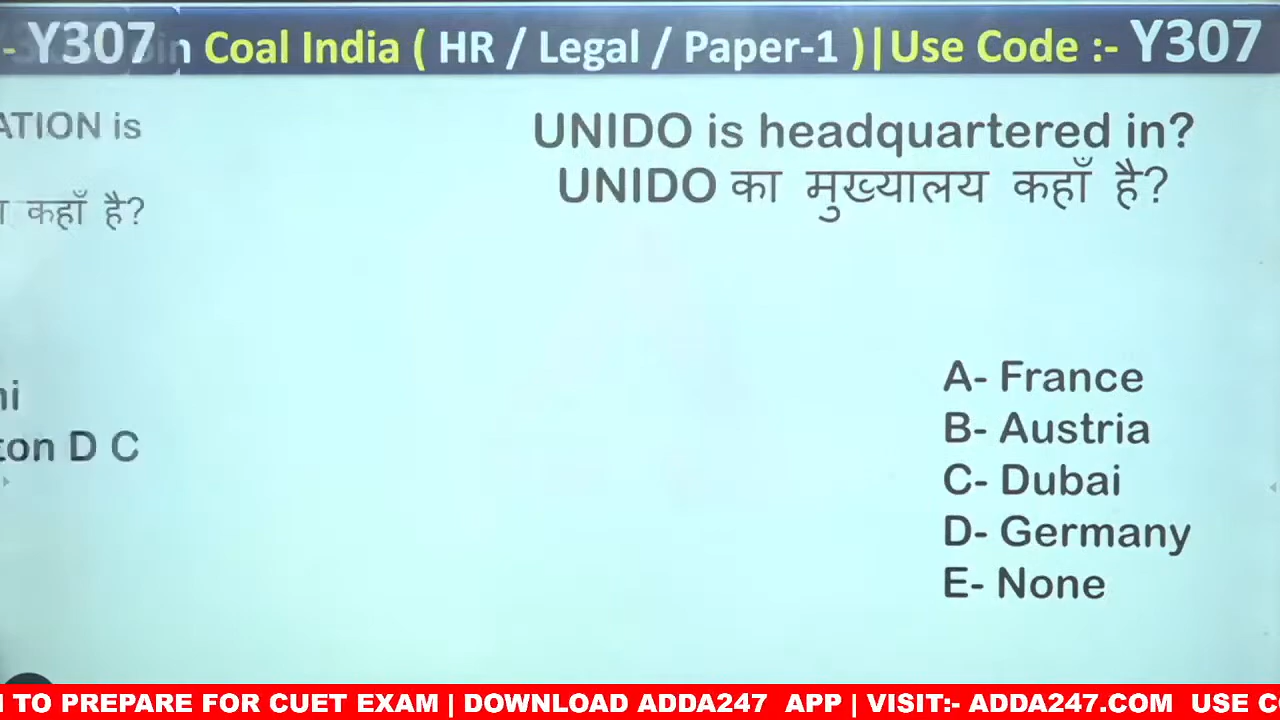 - Y307 in Coal India ( HR / Legal / Paper-1 )|Use Code :- Y307
ATION is
कहाँ है?
ni
ton D C
UNIDO is headquartered in?
UNIDO का मुख्यालय कहाँ है?
A- France
B- Austria
C- Dubai
D- Germany
E- None
TO PREPARE FOR CUET EXAM | DOWNLOAD ADDA247 APP | VISIT:- ADDA247.COM USE C